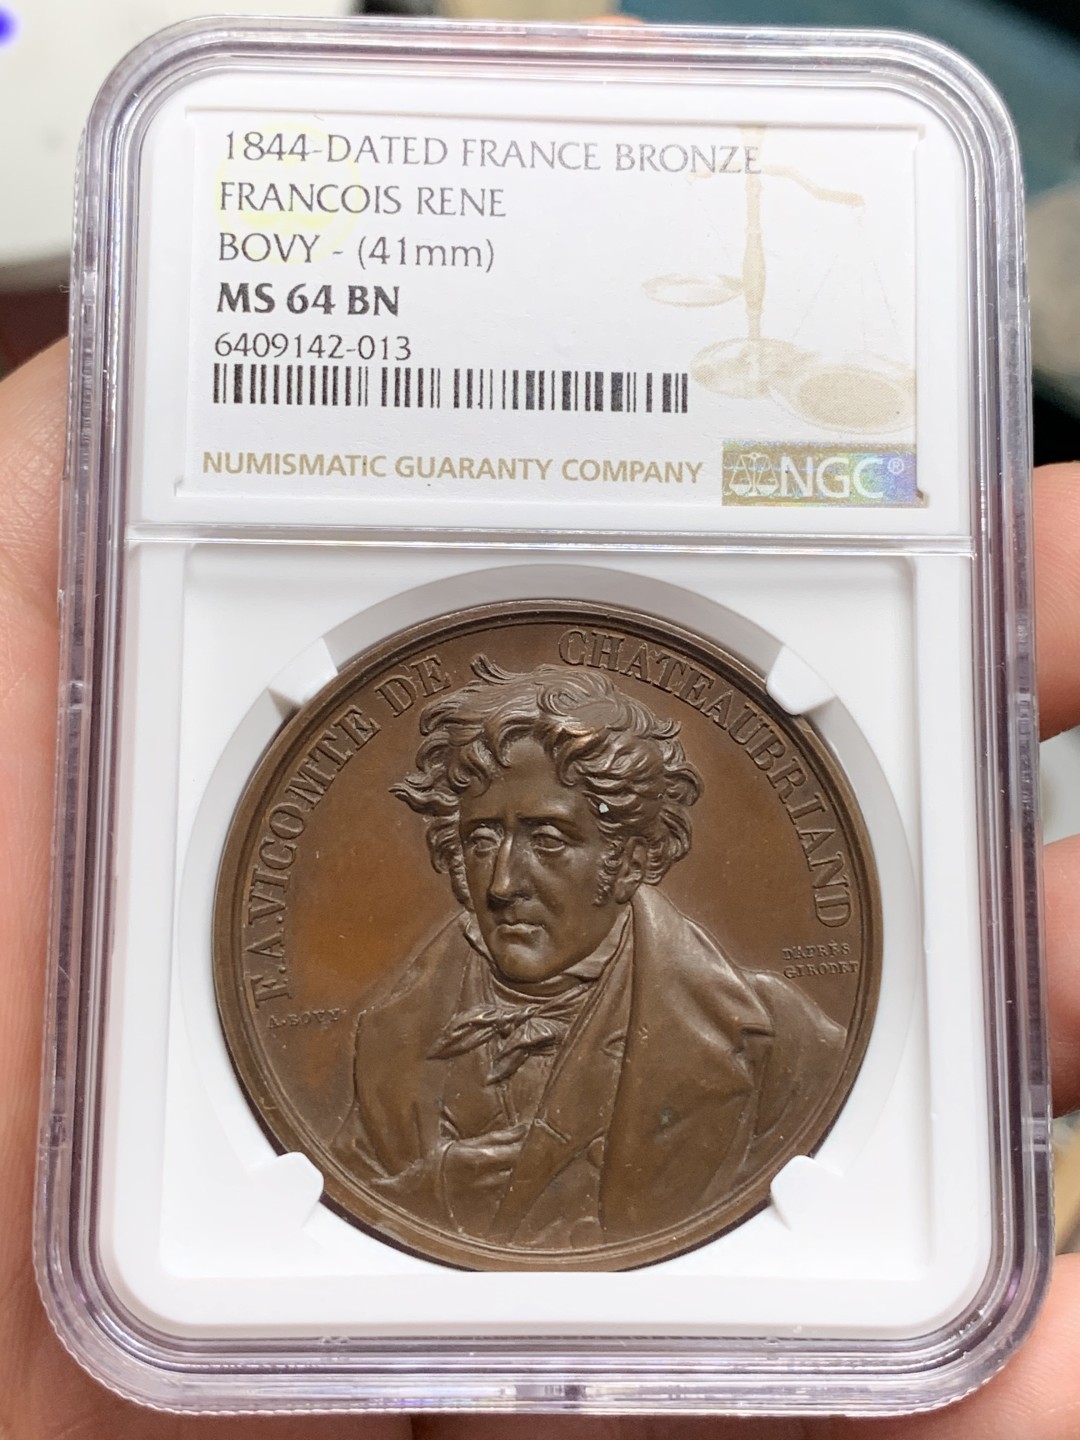 1844-DATED FRANCE BRONZE
FRANCOIS RENE
BOVY - (41mm)
MS 64 BN
6409142-013
NUMISMATIC GUARANTY COMPANY
NGC®
F.A.VICOMTE DE CHATEAUBRIAND
A.BOVY
D'APRÈS
GIRODET